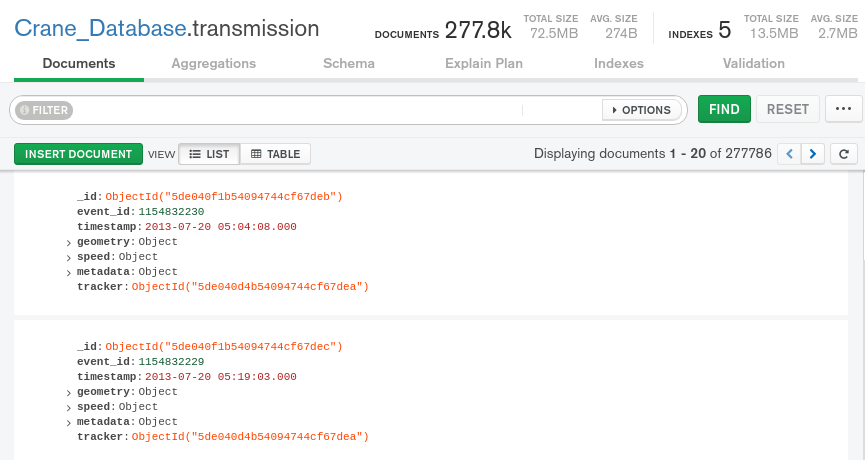 Crane_Database.transmission
DOCUMENTS 277.8k TOTAL SIZE 72.5MB AVG. SIZE 274B INDEXES 5 TOTAL SIZE 13.5MB AVG. SIZE 2.7MB
Documents Aggregations Schema Explain Plan Indexes Validation
FILTER OPTIONS FIND RESET ...
INSERT DOCUMENT VIEW LIST TABLE Displaying documents 1 - 20 of 277786
_id: ObjectId("5de040f1b54094744cf67deb")
event_id: 1154832230
timestamp: 2013-07-20 05:04:08.000
geometry: Object
speed: Object
metadata: Object
tracker: ObjectId("5de040d4b54094744cf67dea")
_id: ObjectId("5de040f1b54094744cf67dec")
event_id: 1154832229
timestamp: 2013-07-20 05:19:03.000
geometry: Object
speed: Object
metadata: Object
tracker: ObjectId("5de040d4b54094744cf67dea")